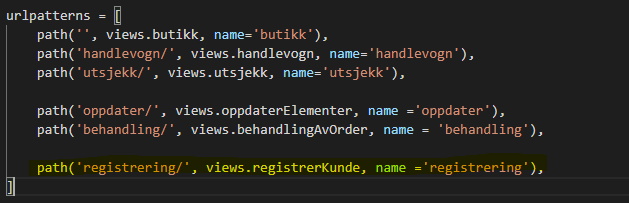 urlpatterns = [
path('', views.butikk, name='butikk'),
path('handlevogn/', views.handlevogn, name='handlevogn'),
path('utsjekk/', views.utsjekk, name='utsjekk'),
path('oppdater/', views.oppdaterElementer, name ='oppdater'),
path('behandling/', views.behandlingAvOrder, name = 'behandling'),
path('registrering/', views.registrerKunde, name ='registrering'),
]